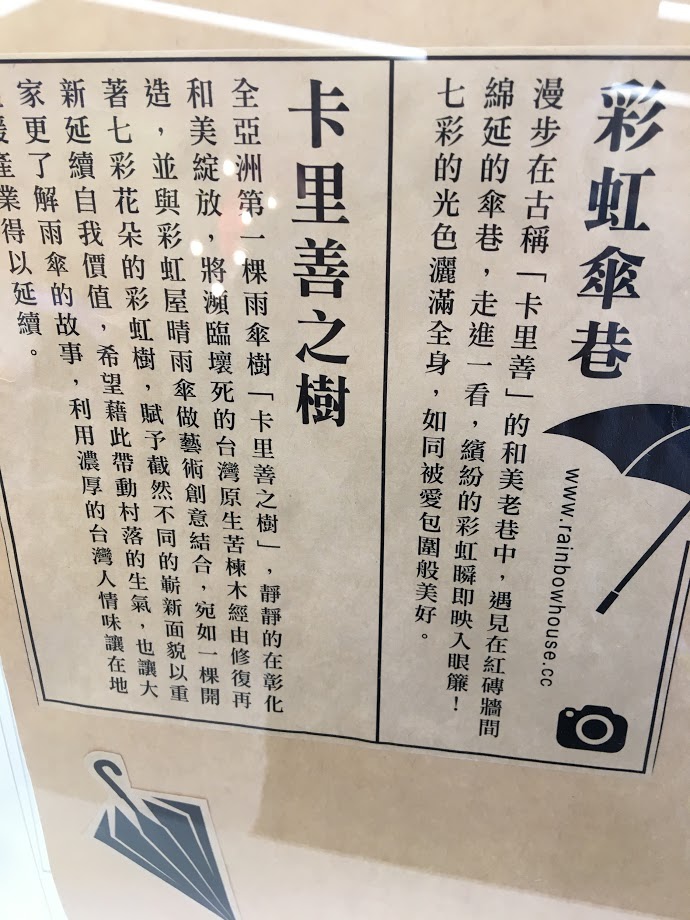 彩虹傘巷
www.rainbowhouse.cc
漫步在古稱「卡里善」的和美老巷中，遇見在紅磚牆間
綿延的傘巷，走進一看，繽紛的彩虹瞬即映入眼簾！
七彩的光色灑滿全身，如同被愛包圍般美好。
卡里善之樹
全亞洲第一棵雨傘樹「卡里善之樹」，靜靜的在彰化
和美綻放，將瀕臨壞死的台灣原生苦楝木經由修復再
造，並與彩虹屋晴雨傘做藝術創意結合，宛如一棵開
著七彩花朵的彩虹樹，賦予截然不同的嶄新面貌以重
新延續自我價值，希望藉此帶動村落的生氣，也讓大
家更了解雨傘的故事，利用濃厚的台灣人情味讓在地
產業得以延續。